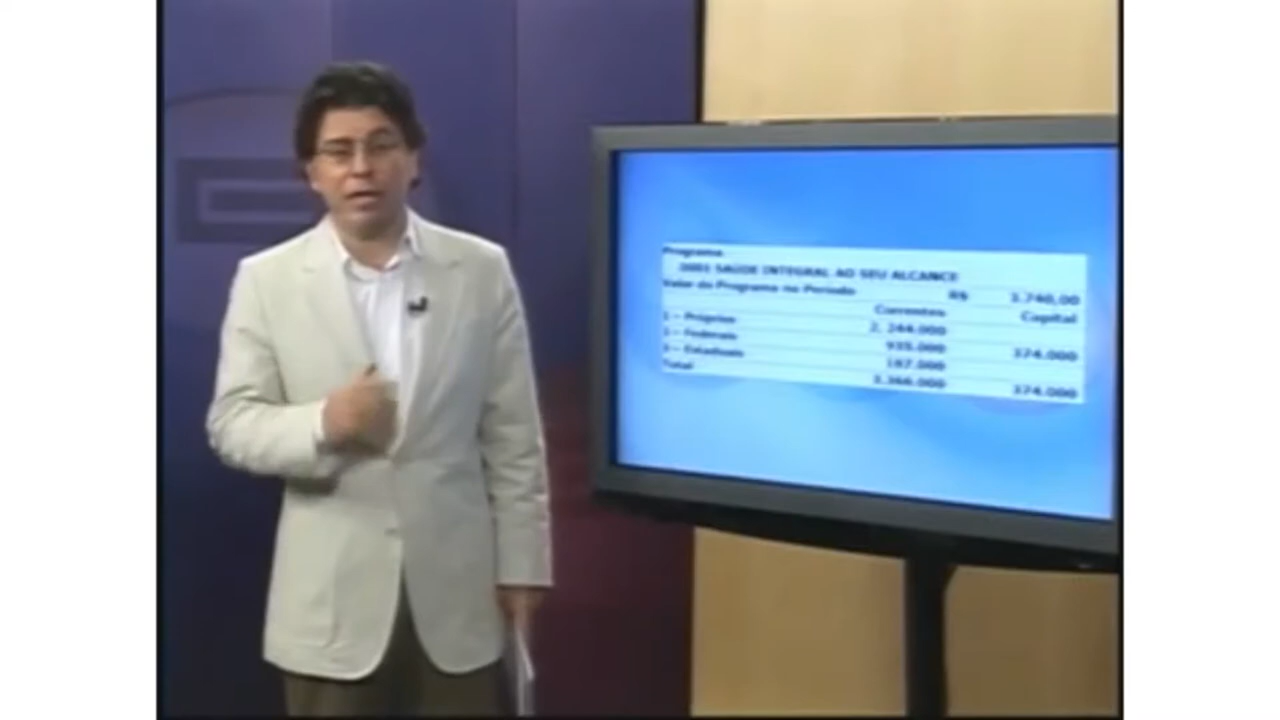 Programa
0001 SAÚDE INTEGRAL AO SEU ALCANCE
Valor do Programa no Período R$ 3.740,00
Correntes Capital
1 - Próprios 2. 244.000
2 - Federais 935.000 374.000
3 - Estaduais 187.000
Total 3.366.000 374.000